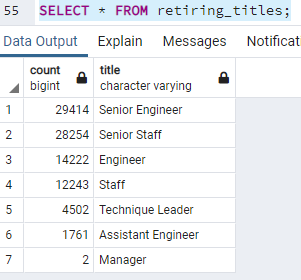 55 SELECT * FROM retiring_titles;
Data Output Explain Messages Notificat
count title
bigint character varying
1 29414 Senior Engineer
2 28254 Senior Staff
3 14222 Engineer
4 12243 Staff
5 4502 Technique Leader
6 1761 Assistant Engineer
7 2 Manager